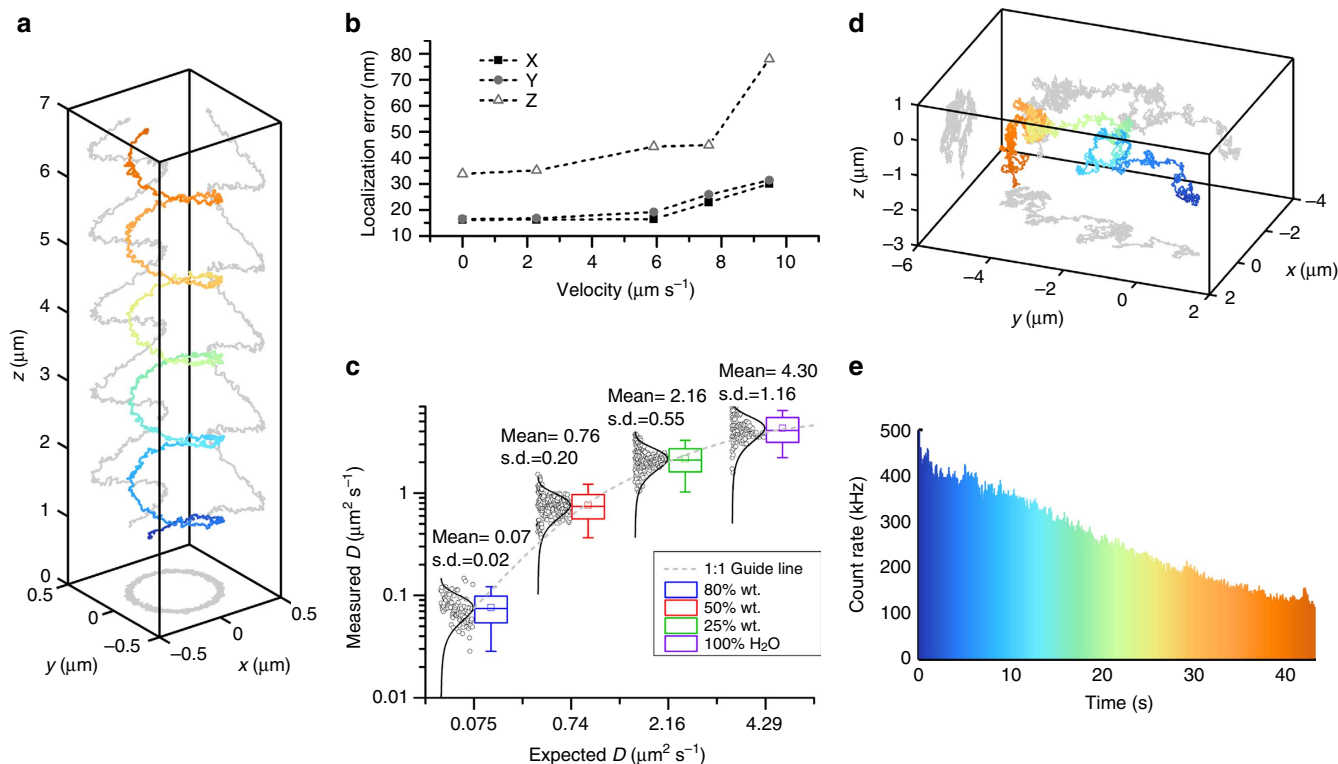 a
7
6
5
4
3
2
1
0
z (μm)
0.5
0
−0.5
y (μm)
−0.5
0
0.5
x (μm)
b
80
70
60
50
40
30
20
10
Localization error (nm)
X
Y
Z
0
2
4
6
8
10
Velocity (μm s⁻¹)
c
Mean= 4.30
s.d.=1.16
Mean= 2.16
s.d.=0.55
Mean= 0.76
s.d.=0.20
Mean= 0.07
s.d.=0.02
1
0.1
0.01
Measured D (μm² s⁻¹)
1:1 Guide line
80% wt.
50% wt.
25% wt.
100% H₂O
0.075
0.74
2.16
4.29
Expected D (μm² s⁻¹)
d
1
0
−1
−2
−3
z (μm)
−6
−4
−2
0
2
y (μm)
−4
−2
0
2
x (μm)
e
500
400
300
200
100
0
Count rate (kHz)
0
10
20
30
40
Time (s)